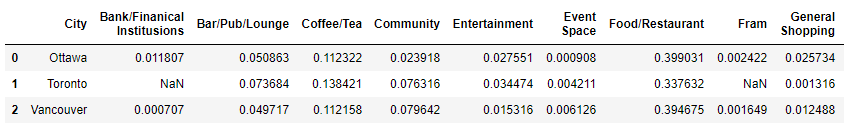 City Bank/Finanical Institusions Bar/Pub/Lounge Coffee/Tea Community Entertainment Event Space Food/Restaurant Fram General Shopping
0 Ottawa 0.011807 0.050863 0.112322 0.023918 0.027551 0.000908 0.399031 0.002422 0.025734
1 Toronto NaN 0.073684 0.138421 0.076316 0.034474 0.004211 0.337632 NaN 0.001316
2 Vancouver 0.000707 0.049717 0.112158 0.079642 0.015316 0.006126 0.394675 0.001649 0.012488